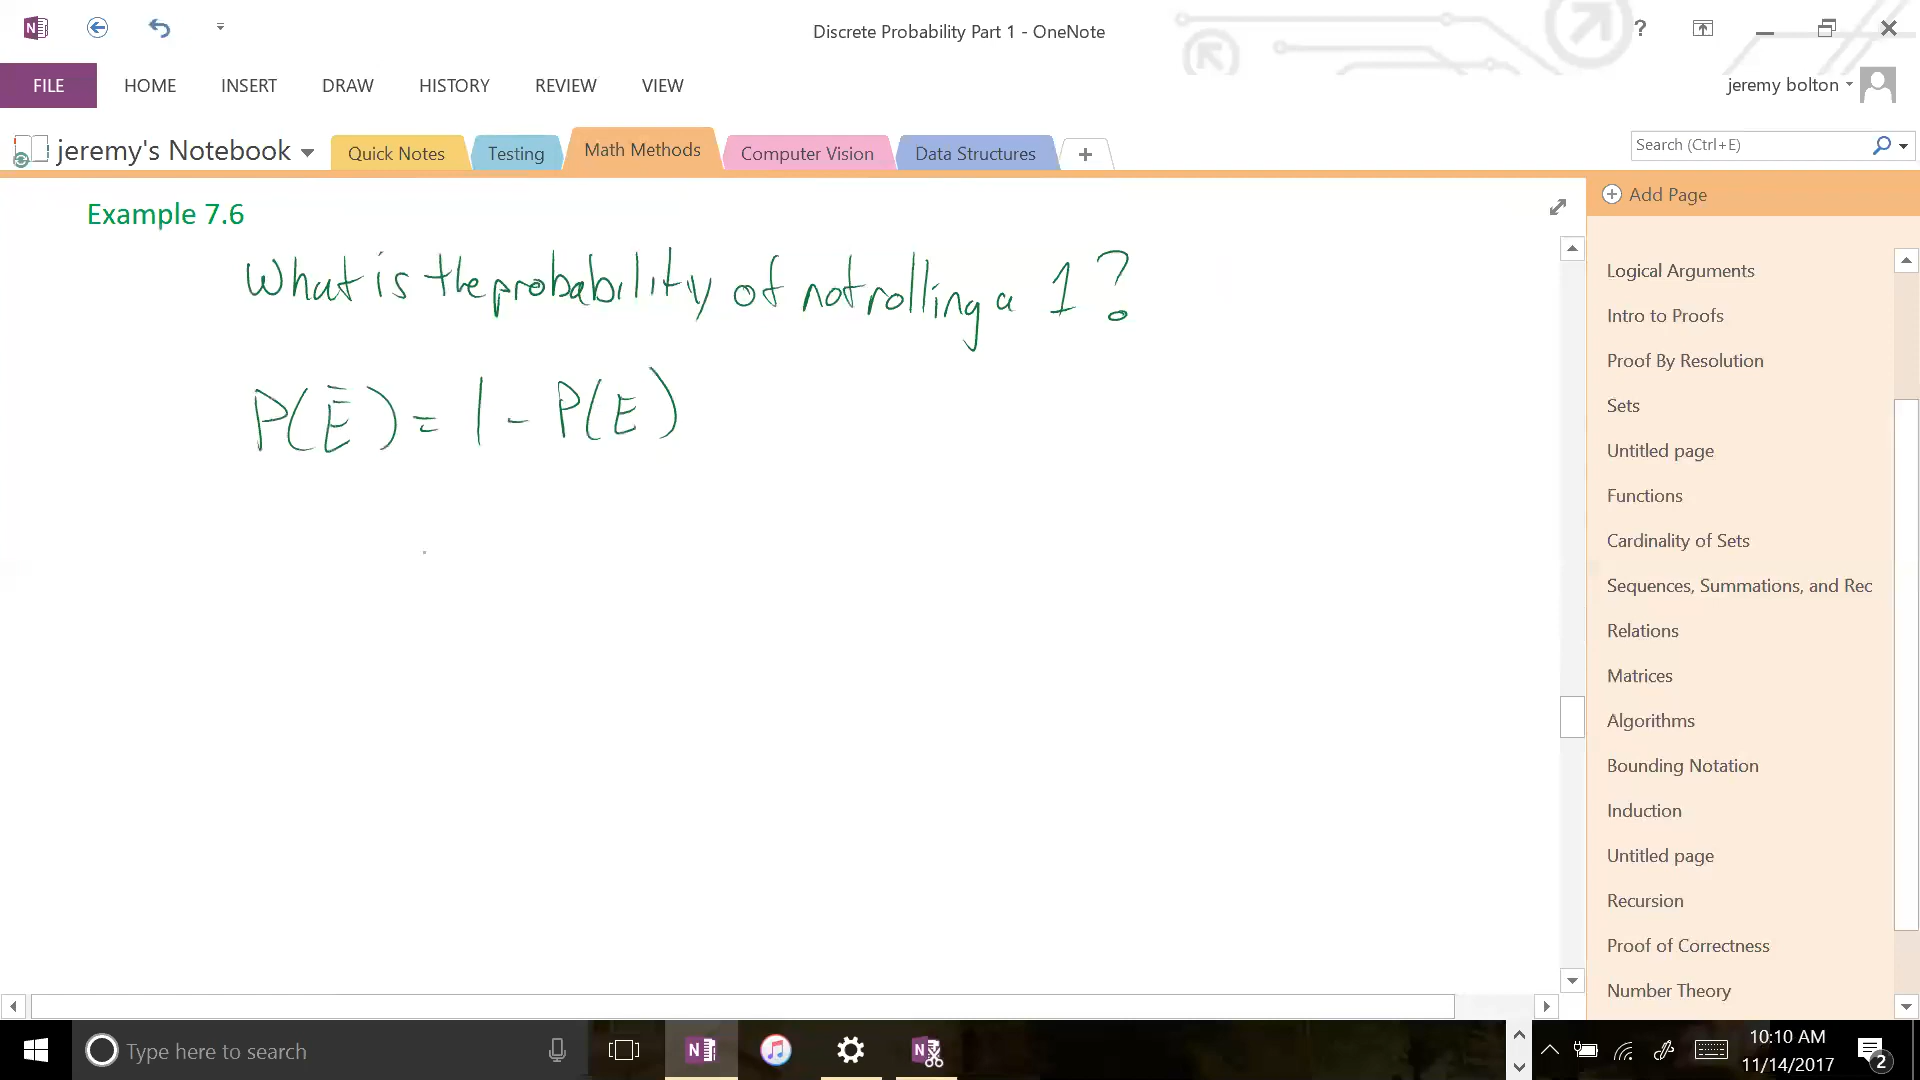 Discrete Probability Part 1 - OneNote
?
FILE HOME INSERT DRAW HISTORY REVIEW VIEW
jeremy bolton
jeremy's Notebook
Quick Notes Testing Math Methods Computer Vision Data Structures +
Search (Ctrl+E)
Add Page
Example 7.6
What is the probability of not rolling a 1?
P(E̅) = 1 - P(E)
Logical Arguments
Intro to Proofs
Proof By Resolution
Sets
Untitled page
Functions
Cardinality of Sets
Sequences, Summations, and Rec
Relations
Matrices
Algorithms
Bounding Notation
Induction
Untitled page
Recursion
Proof of Correctness
Number Theory
Type here to search
10:10 AM
11/14/2017
2